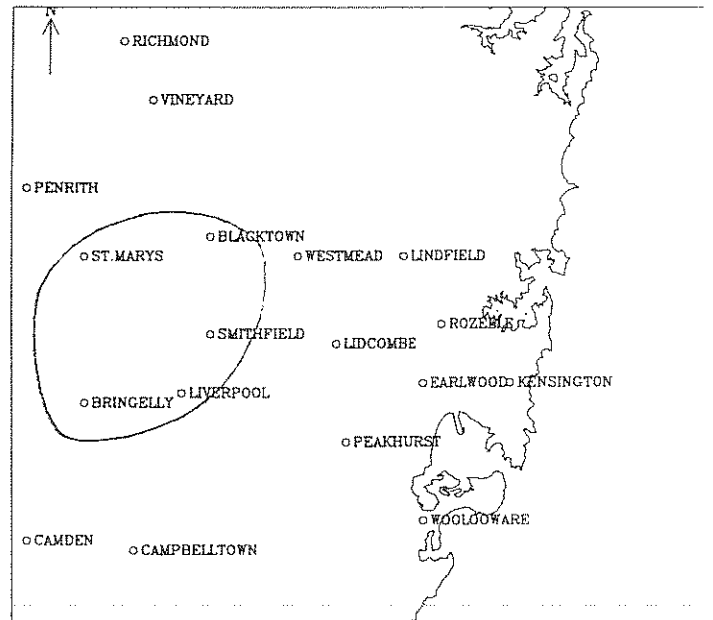 N
RICHMOND
VINEYARD
PENRITH
BLACKTOWN
ST.MARYS
WESTMEAD
LINDFIELD
ROZELLE
SMITHFIELD
LIDCOMBE
EARLWOOD
KENSINGTON
LIVERPOOL
BRINGELLY
PEAKHURST
WOOLOOWARE
CAMDEN
CAMPBELLTOWN